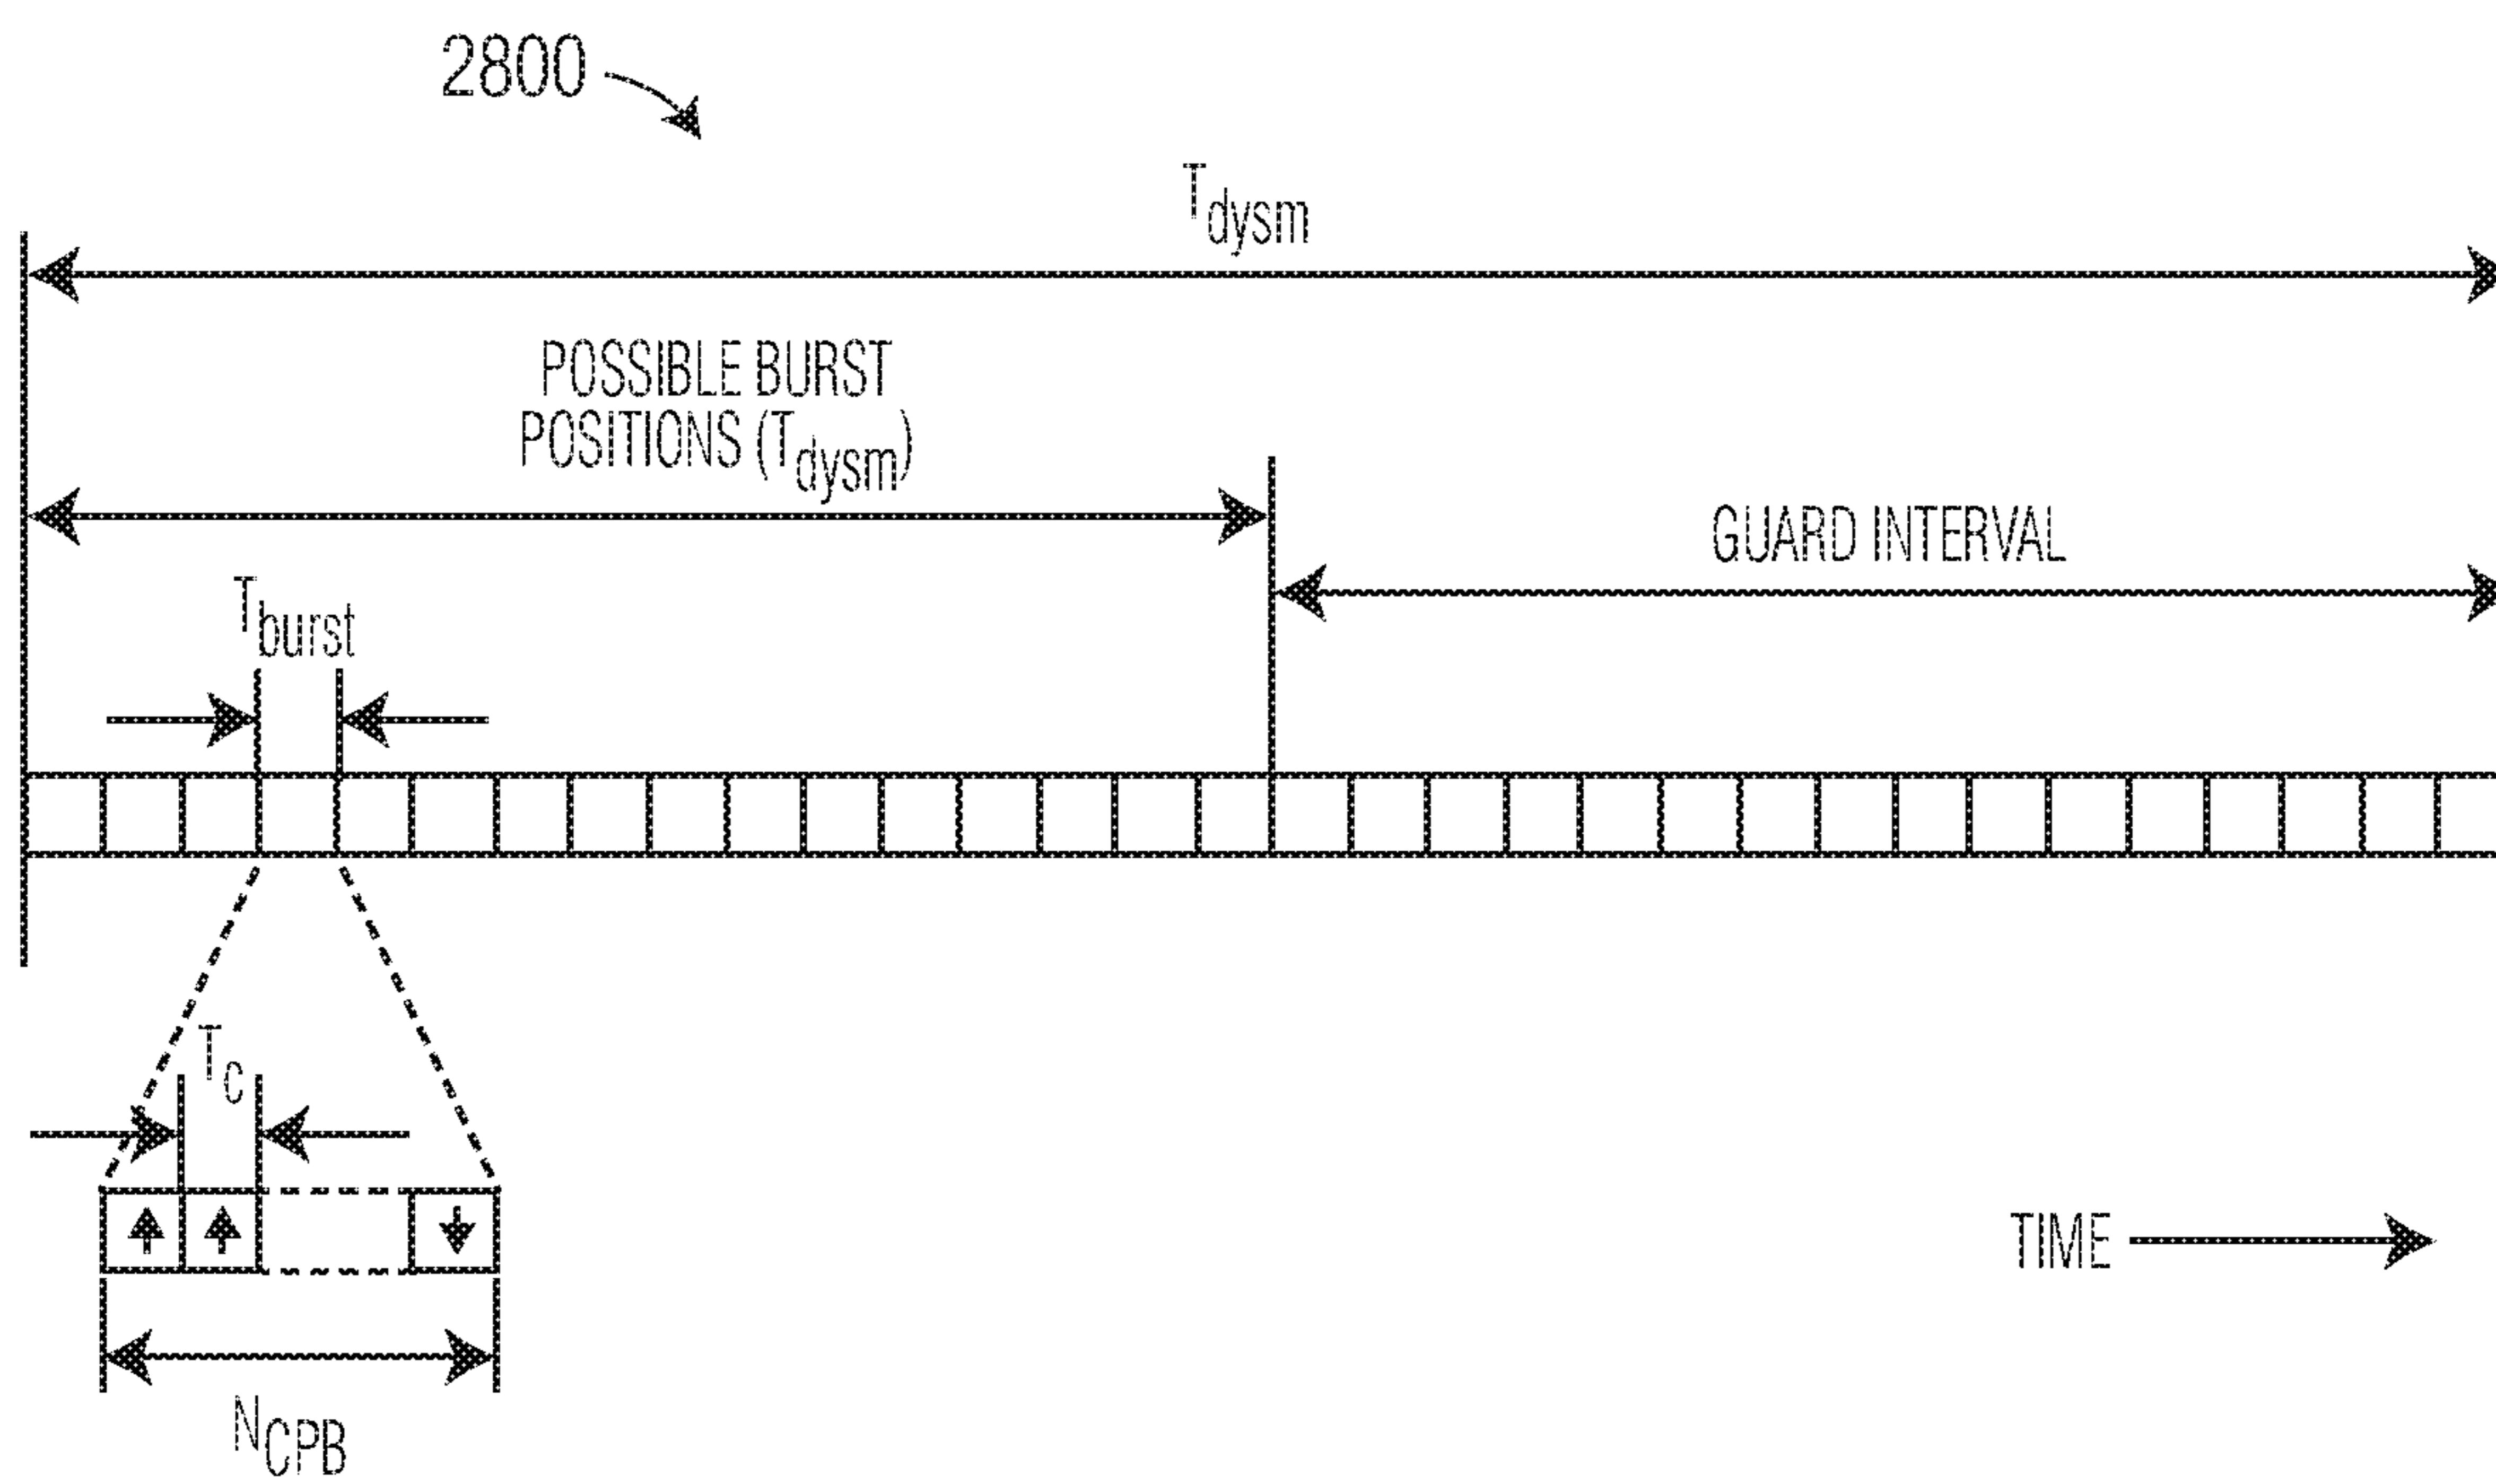 2800
Tdysm
POSSIBLE BURST
POSITIONS (Tdysm)
GUARD INTERVAL
Tburst
Tc
TIME
NCPB